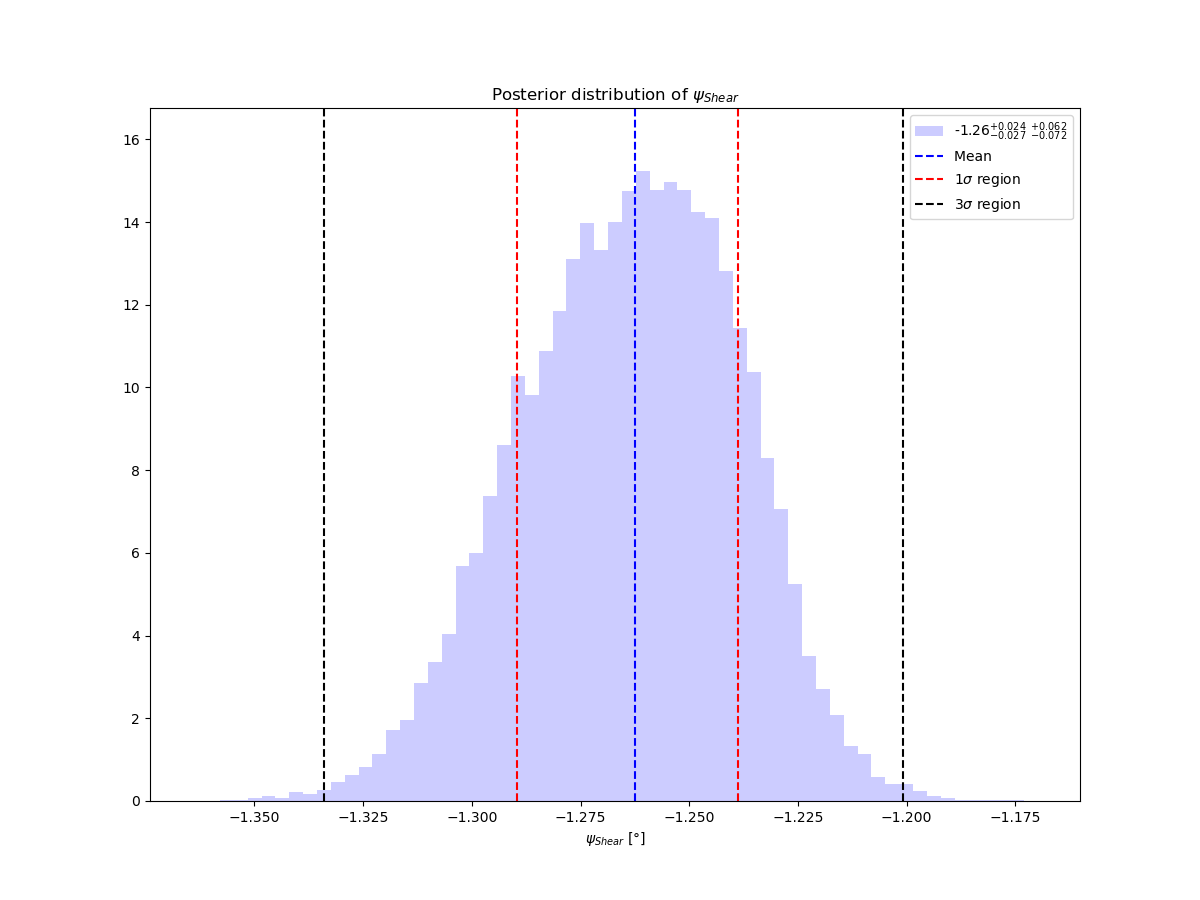 Posterior distribution of ψ_Shear
16
14
12
10
8
6
4
2
0
-1.26^{+0.024}_{−0.027} ^{+0.062}_{−0.072}
Mean
1σ region
3σ region
−1.350 −1.325 −1.300 −1.275 −1.250 −1.225 −1.200 −1.175
ψ_Shear [°]